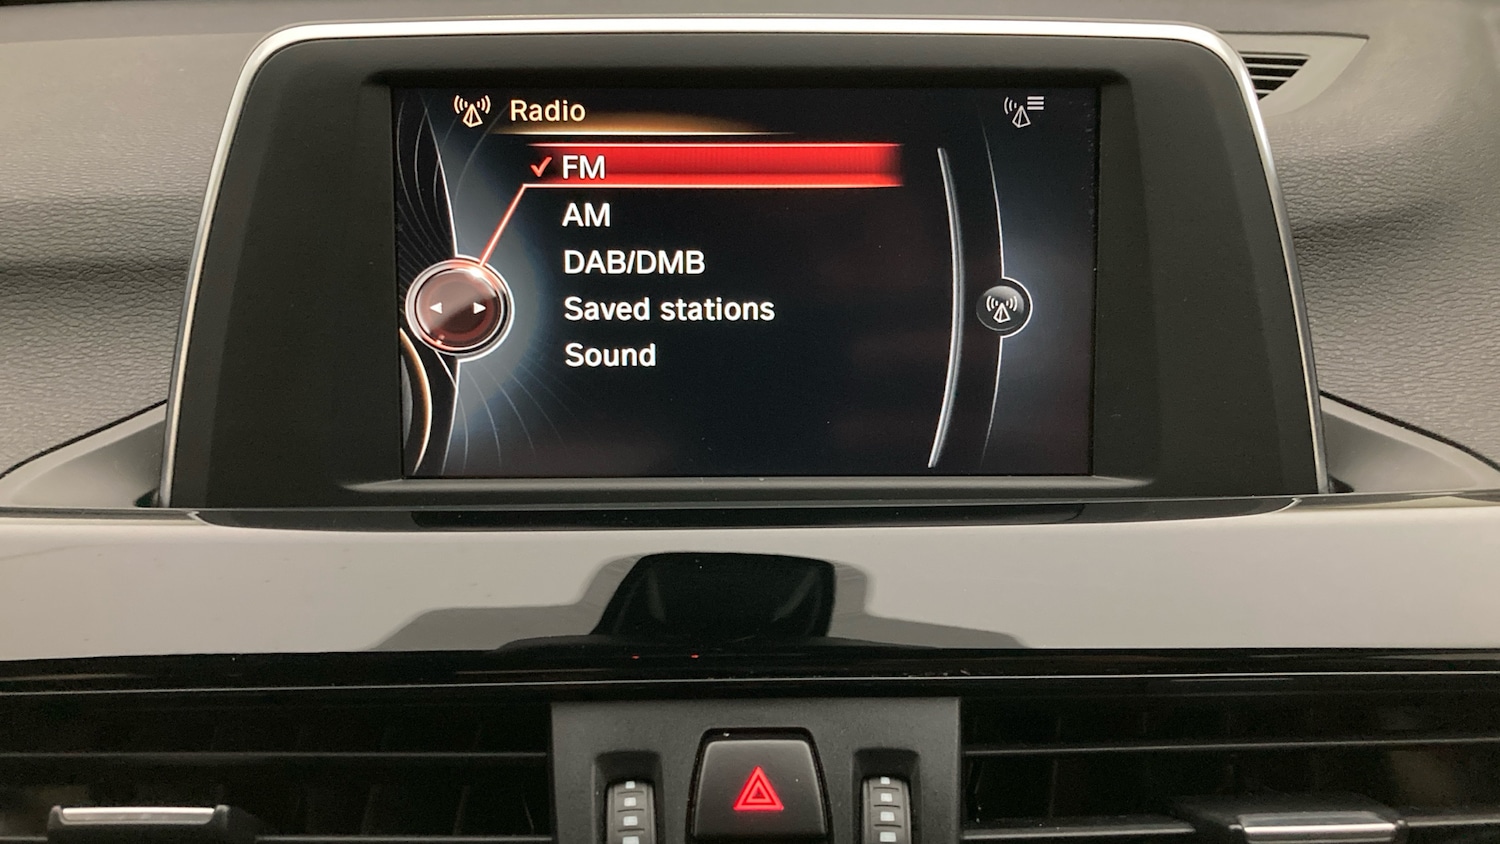 Radio
FM
AM
DAB/DMB
Saved stations
Sound